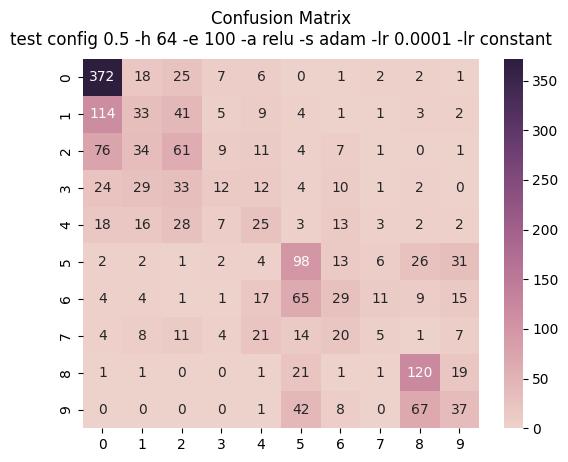 Confusion Matrix
test config 0.5 -h 64 -e 100 -a relu -s adam -lr 0.0001 -lr constant
0 372 18 25 7 6 0 1 2 2 1
1 114 33 41 5 9 4 1 1 3 2
2 76 34 61 9 11 4 7 1 0 1
3 24 29 33 12 12 4 10 1 2 0
4 18 16 28 7 25 3 13 3 2 2
5 2 2 1 2 4 98 13 6 26 31
6 4 4 1 1 17 65 29 11 9 15
7 4 8 11 4 21 14 20 5 1 7
8 1 1 0 0 1 21 1 1 120 19
9 0 0 0 0 1 42 8 0 67 37
0 1 2 3 4 5 6 7 8 9
350
300
250
200
150
100
50
0